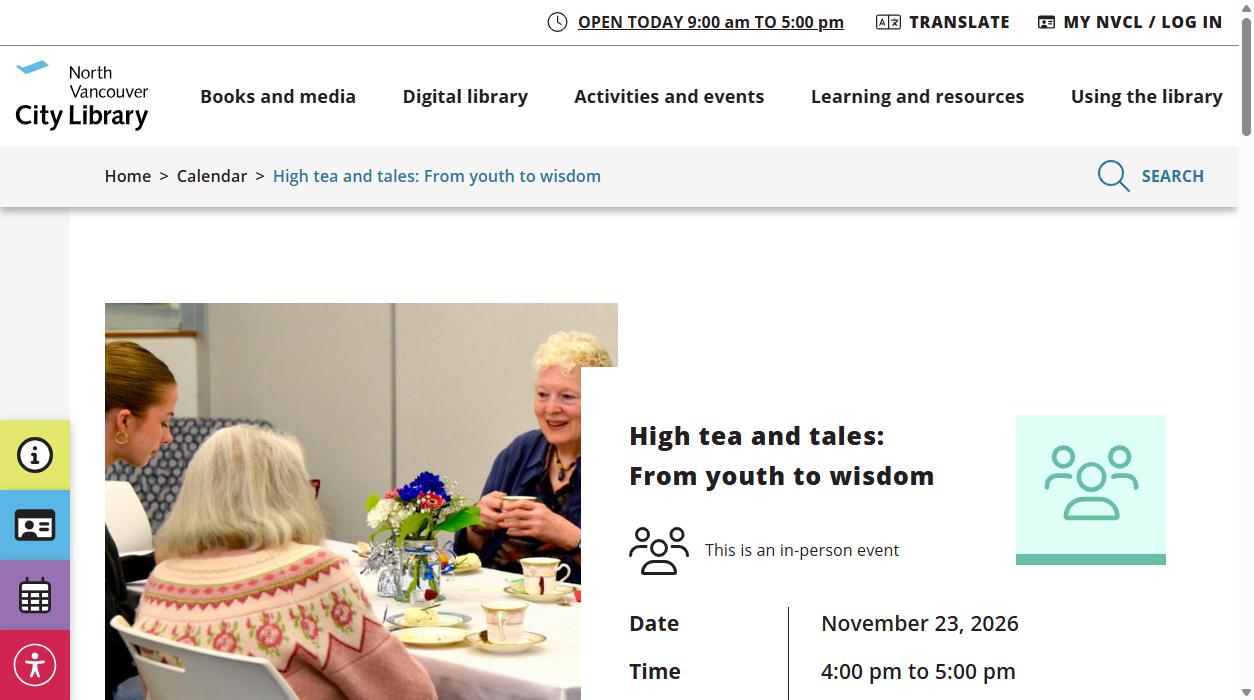 OPEN TODAY 9:00 am TO 5:00 pm
TRANSLATE
MY NVCL / LOG IN
North
Vancouver
City Library
Books and media
Digital library
Activities and events
Learning and resources
Using the library
Home > Calendar > High tea and tales: From youth to wisdom
SEARCH
High tea and tales:
From youth to wisdom
This is an in-person event
Date
November 23, 2026
Time
4:00 pm to 5:00 pm